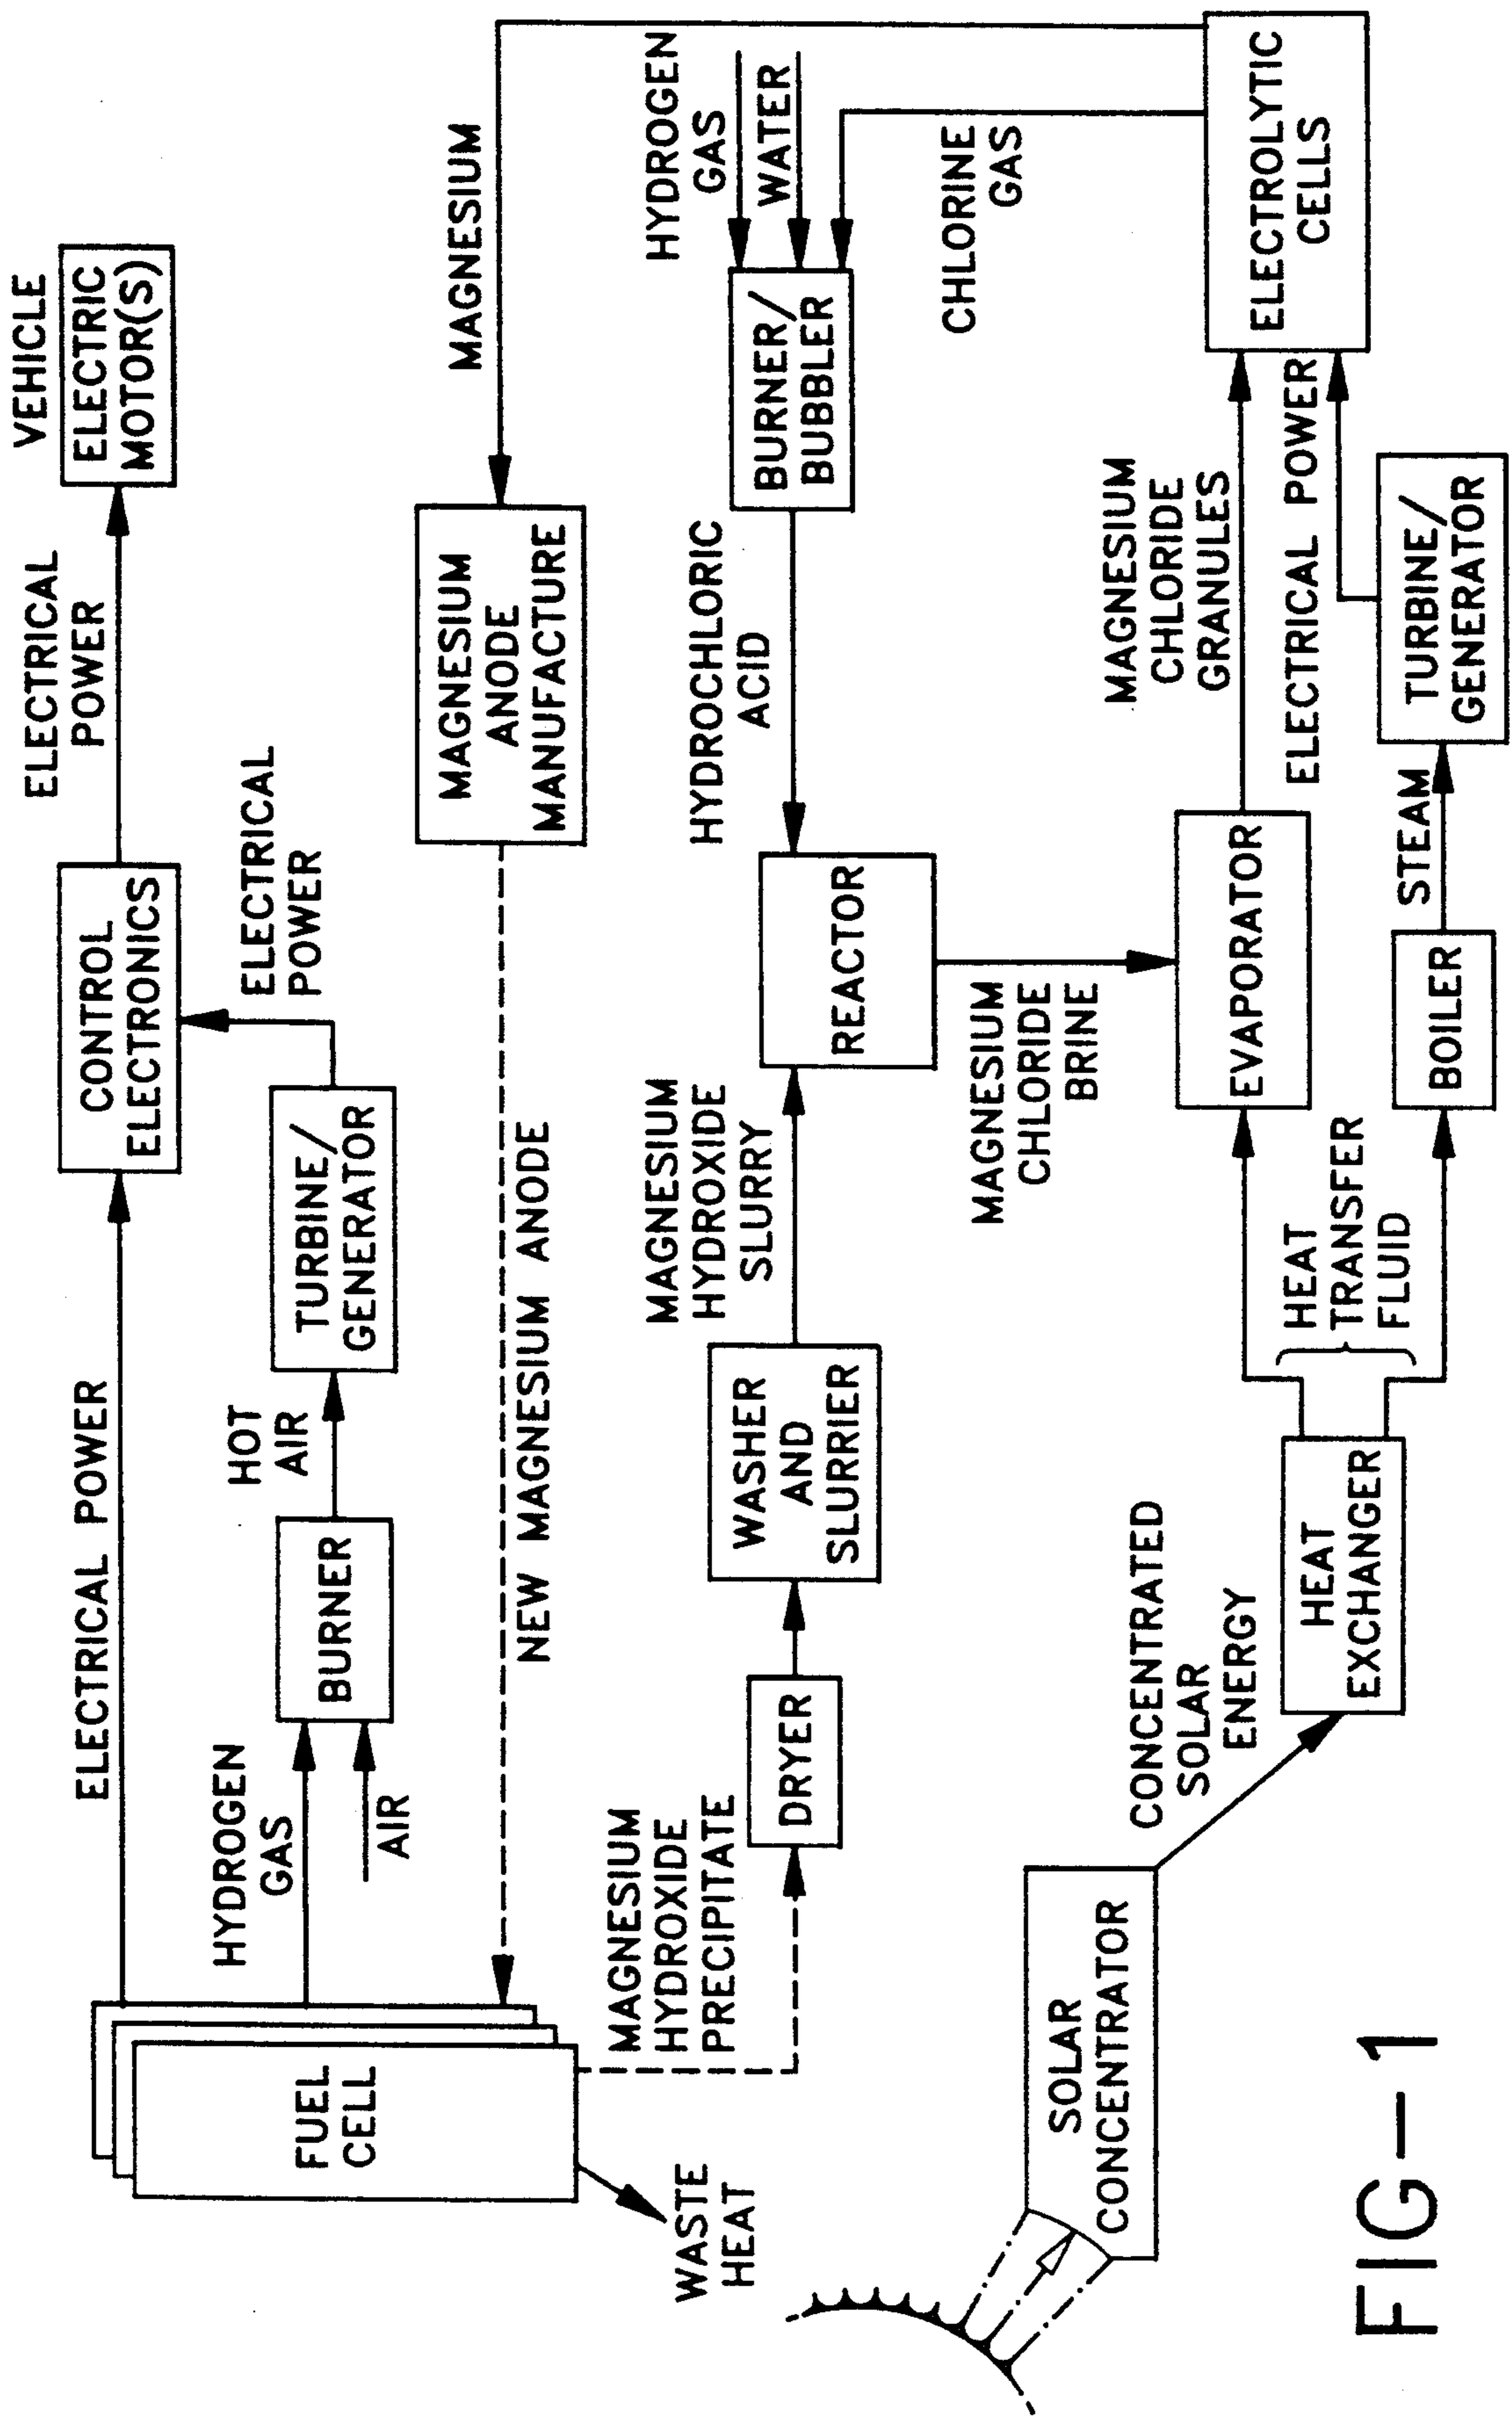 VEHICLE
ELECTRIC
MOTOR(S)
ELECTRICAL
POWER
CONTROL
ELECTRONICS
ELECTRICAL
POWER
ELECTRICAL POWER
TURBINE/
GENERATOR
HOT
AIR
BURNER
HYDROGEN
GAS
AIR
FUEL
CELL
WASTE
HEAT
MAGNESIUM
MAGNESIUM
ANODE
MANUFACTURE
NEW MAGNESIUM ANODE
HYDROGEN
GAS
WATER
CHLORINE
GAS
BURNER/
BUBBLER
HYDROCHLORIC
ACID
REACTOR
MAGNESIUM
HYDROXIDE
SLURRY
WASHER
AND
SLURRIER
DRYER
MAGNESIUM
HYDROXIDE
PRECIPITATE
MAGNESIUM
CHLORIDE
BRINE
ELECTROLYTIC
CELLS
MAGNESIUM
CHLORIDE
GRANULES
ELECTRICAL POWER
EVAPORATOR
TURBINE/
GENERATOR
STEAM
BOILER
HEAT
TRANSFER
FLUID
HEAT
EXCHANGER
CONCENTRATED
SOLAR
ENERGY
SOLAR
CONCENTRATOR
FIG-1